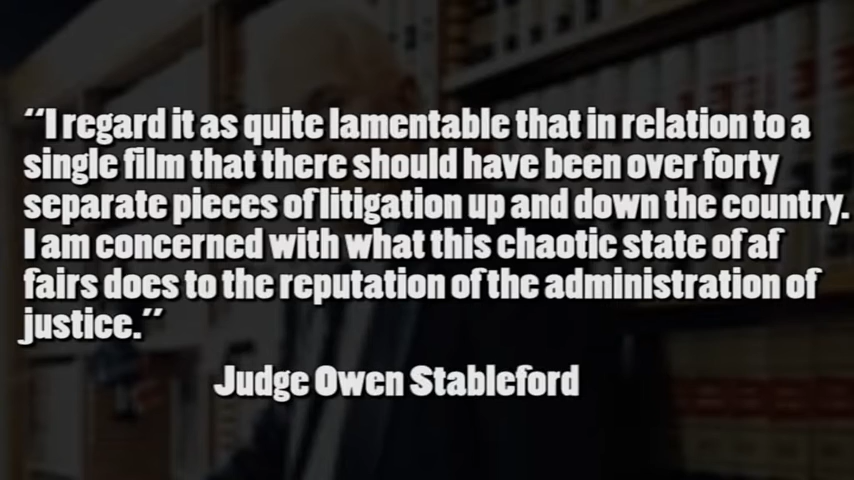 “I regard it as quite lamentable that in relation to a
single film that there should have been over forty
separate pieces of litigation up and down the country.
I am concerned with what this chaotic state of af
fairs does to the reputation of the administration of
justice.”
Judge Owen Stableford